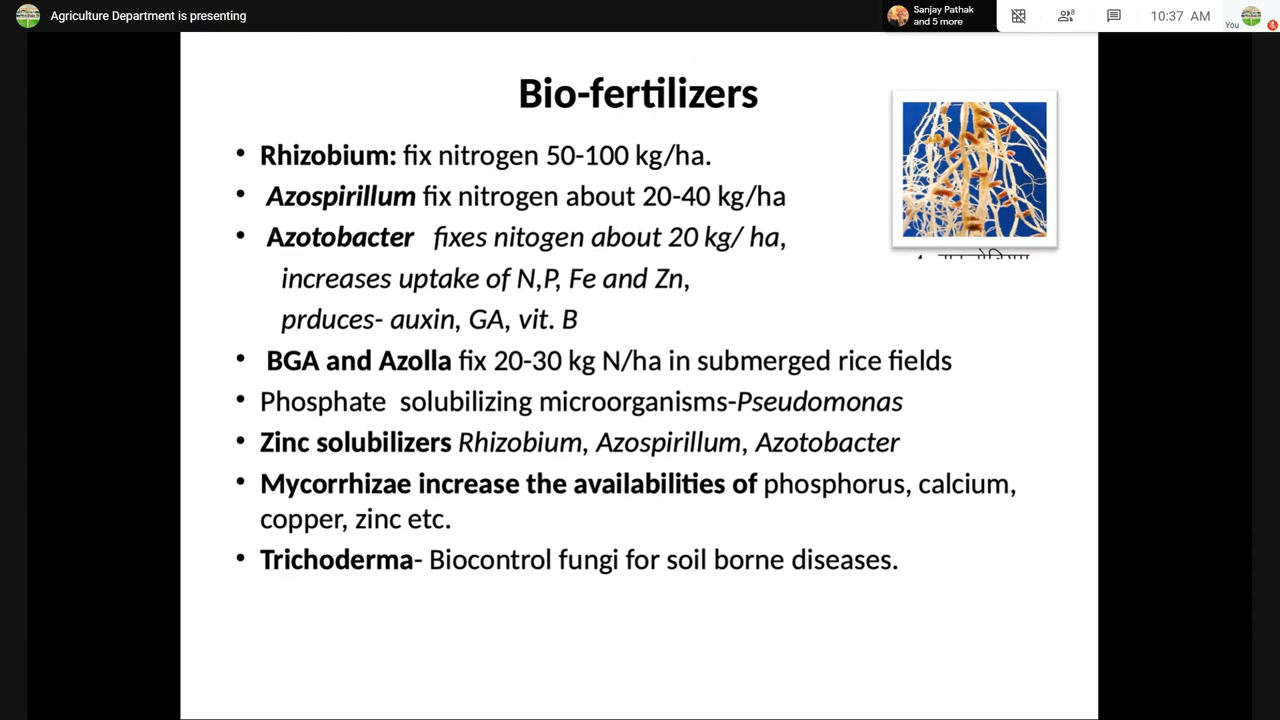 Agriculture Department is presenting
Sanjay Pathak
and 5 more
8
10:37 AM
You
Bio-fertilizers
• Rhizobium: fix nitrogen 50-100 kg/ha.
• Azospirillum fix nitrogen about 20-40 kg/ha
• Azotobacter fixes nitogen about 20 kg/ ha,
increases uptake of N,P, Fe and Zn,
prduces- auxin, GA, vit. B
• BGA and Azolla fix 20-30 kg N/ha in submerged rice fields
• Phosphate solubilizing microorganisms-Pseudomonas
• Zinc solubilizers Rhizobium, Azospirillum, Azotobacter
• Mycorrhizae increase the availabilities of phosphorus, calcium,
copper, zinc etc.
• Trichoderma- Biocontrol fungi for soil borne diseases.